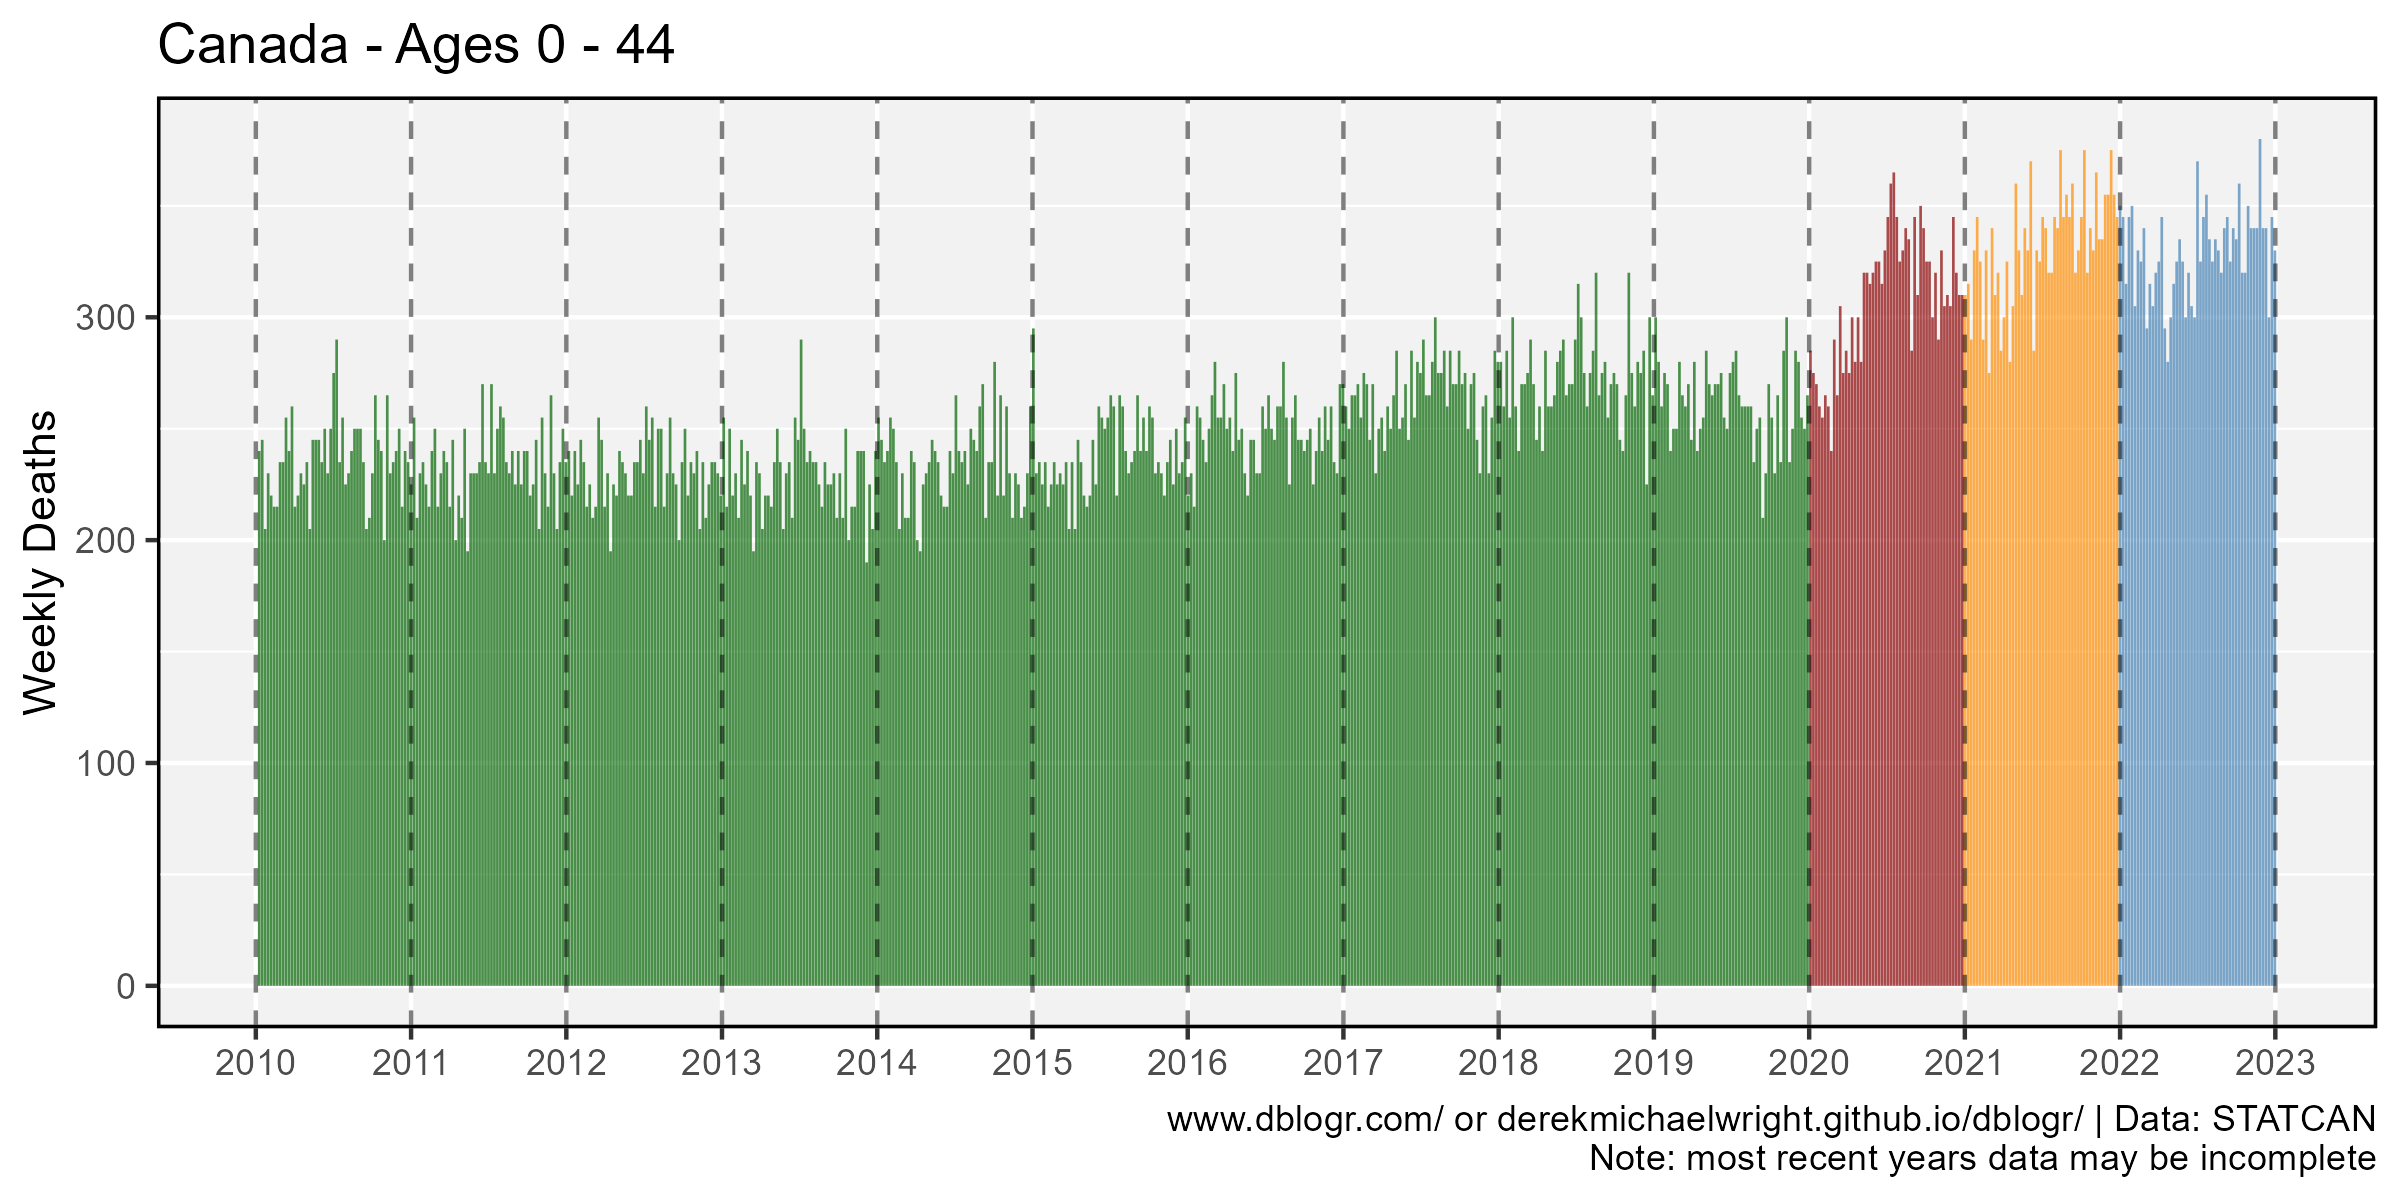 Canada - Ages 0 - 44
Weekly Deaths
300
200
100
0
2010 2011 2012 2013 2014 2015 2016 2017 2018 2019 2020 2021 2022 2023
www.dblogr.com/ or derekmichaelwright.github.io/dblogr/ | Data: STATCAN
Note: most recent years data may be incomplete